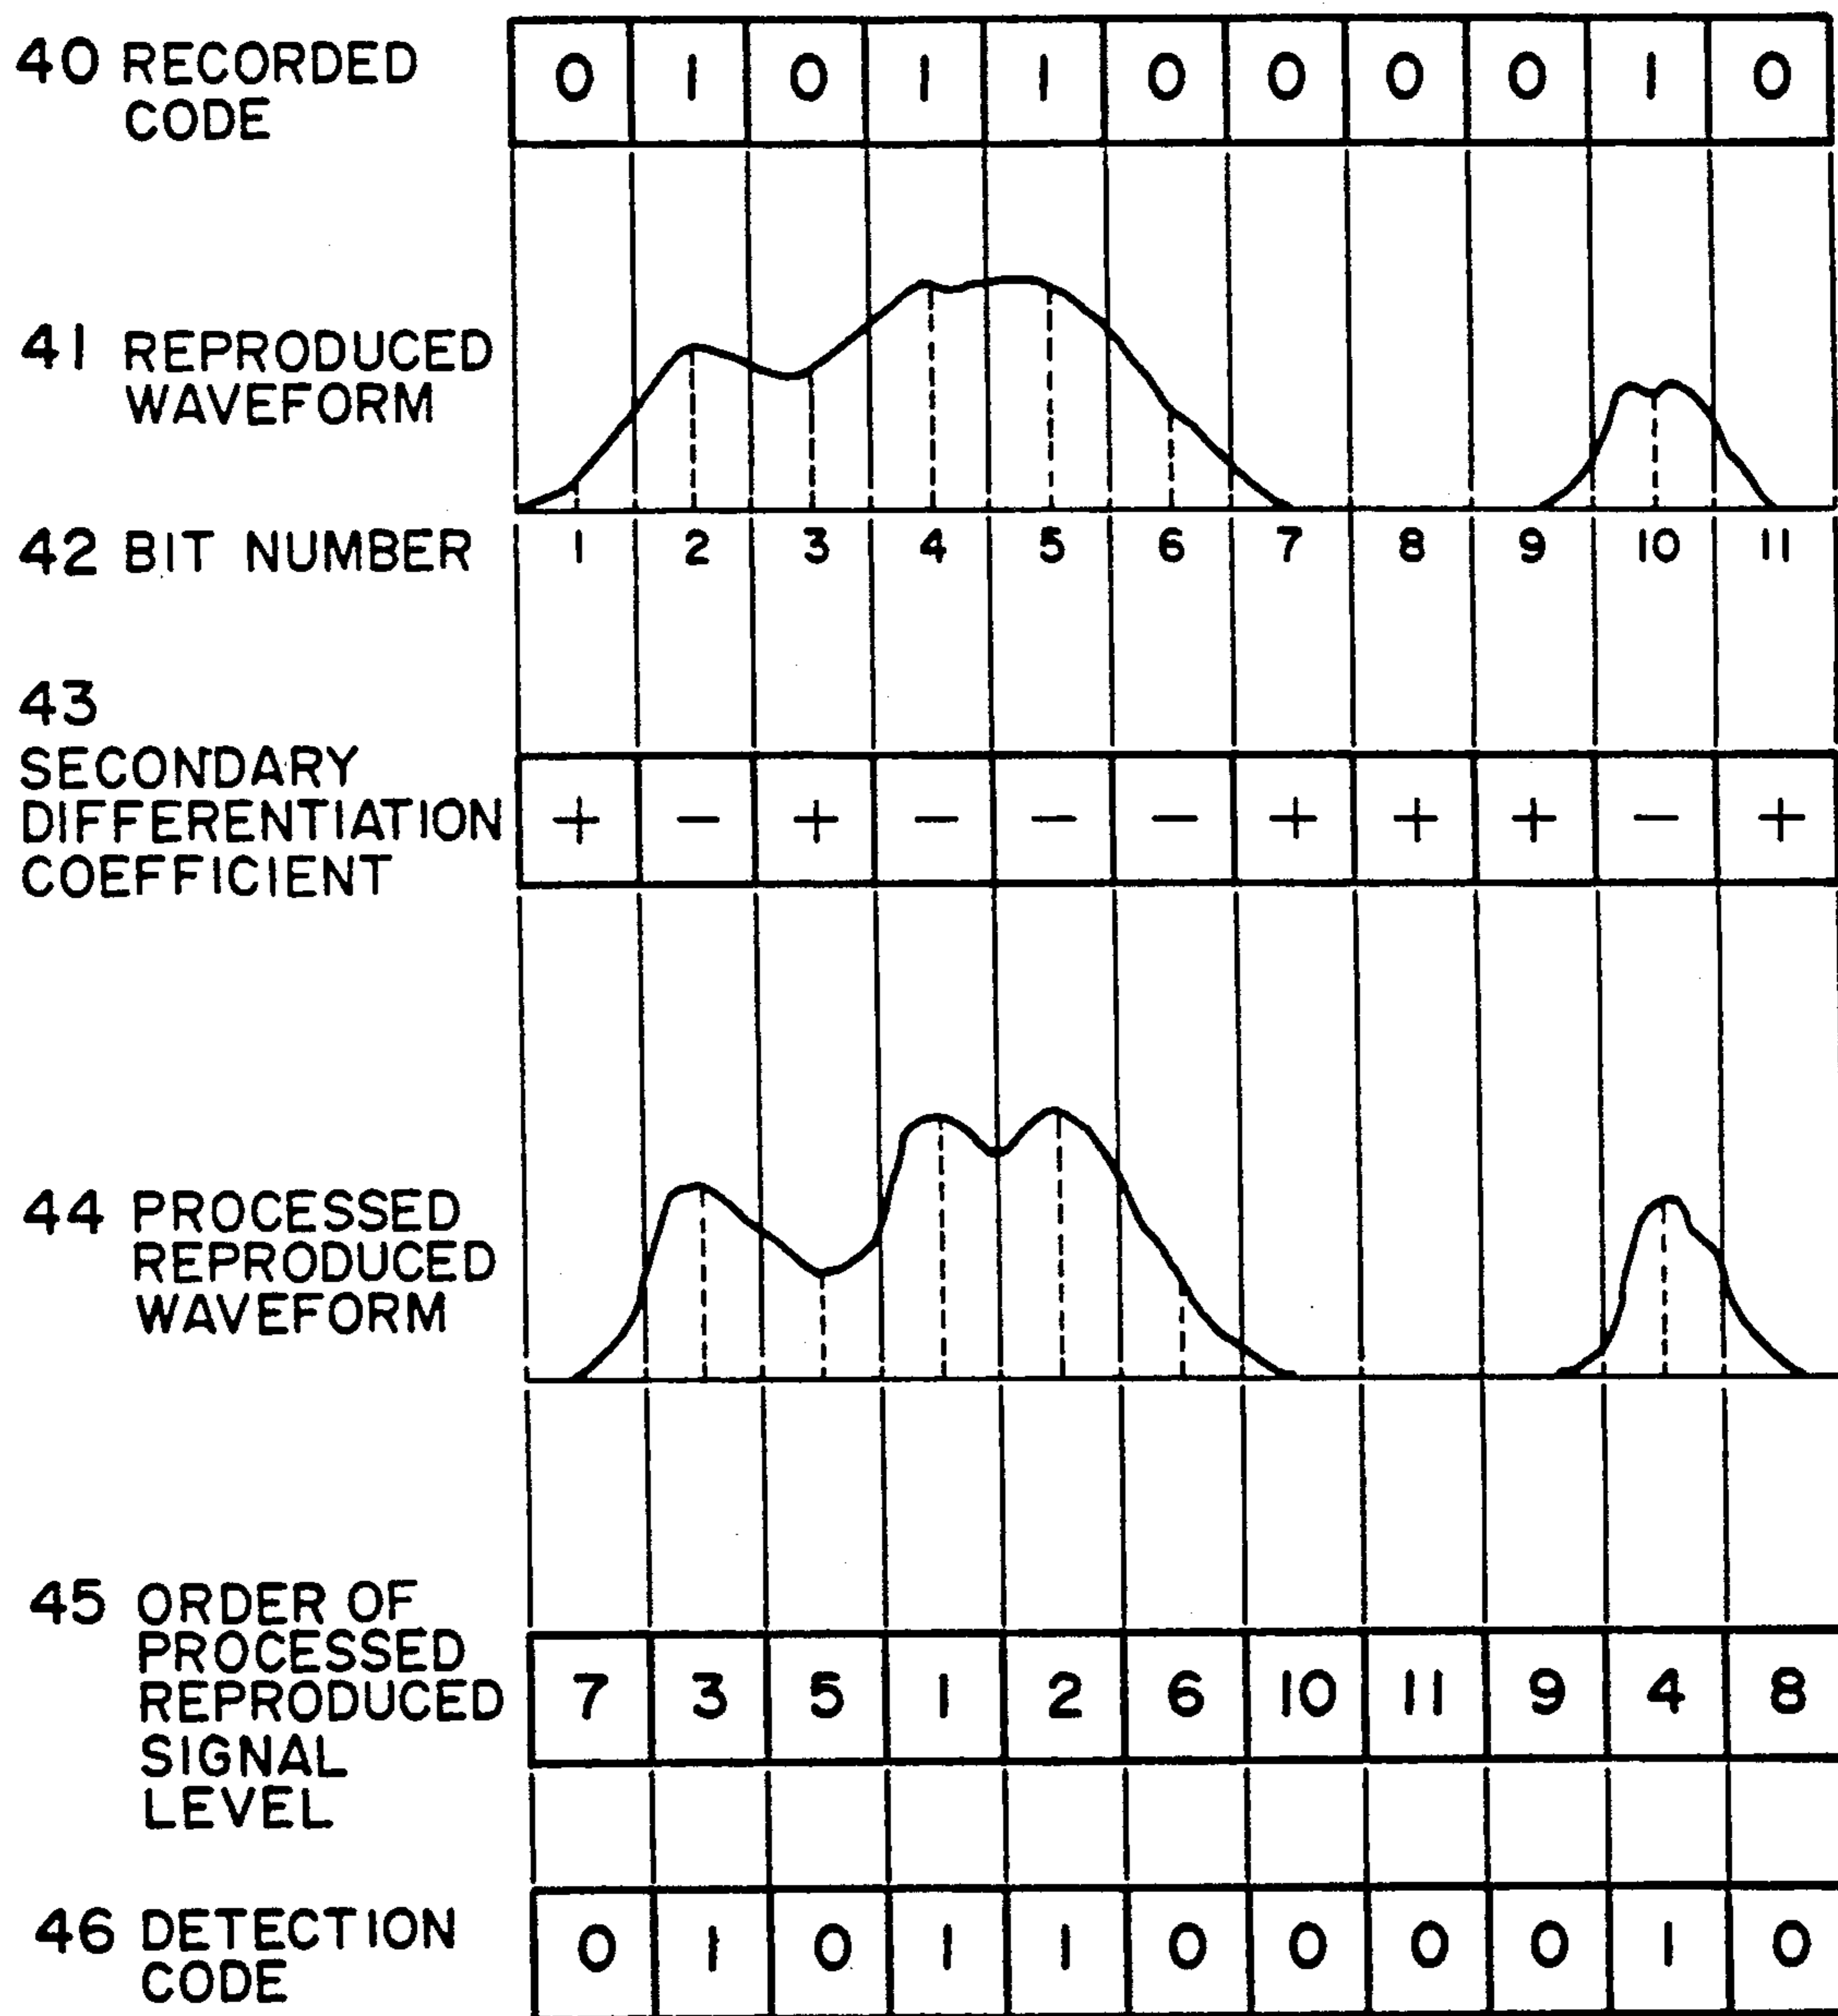 40 RECORDED
CODE
0 1 0 1 1 0 0 0 0 1 0
41 REPRODUCED
WAVEFORM
42 BIT NUMBER 1 2 3 4 5 6 7 8 9 10 11
43
SECONDARY
DIFFERENTIATION
COEFFICIENT
+ − + − − − + + + − +
44 PROCESSED
REPRODUCED
WAVEFORM
45 ORDER OF
PROCESSED
REPRODUCED
SIGNAL
LEVEL
7 3 5 1 2 6 10 11 9 4 8
46 DETECTION
CODE
0 1 0 1 1 0 0 0 0 1 0